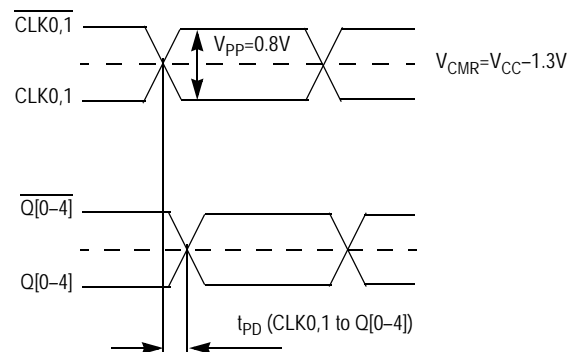 C̅L̅K̅0̅,̅1̅
V_PP=0.8V
V_CMR=V_CC–1.3V
CLK0,1
Q̅[̅0̅–̅4̅]̅
Q[0–4]
t_PD (CLK0,1 to Q[0–4])